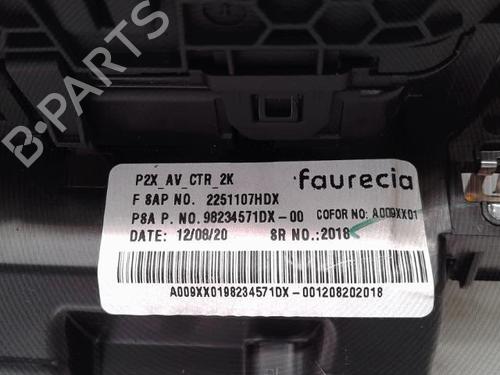 B-PARTS
P2X_AV_CTR_2K
faurecia
F SAP NO. 2251107HDX
PSA P. NO. 98234571DX-00 COFOR NO: A009XX01
DATE: 12/08/20 SR NO.:2018
A009XX0198234571DX-001208202018